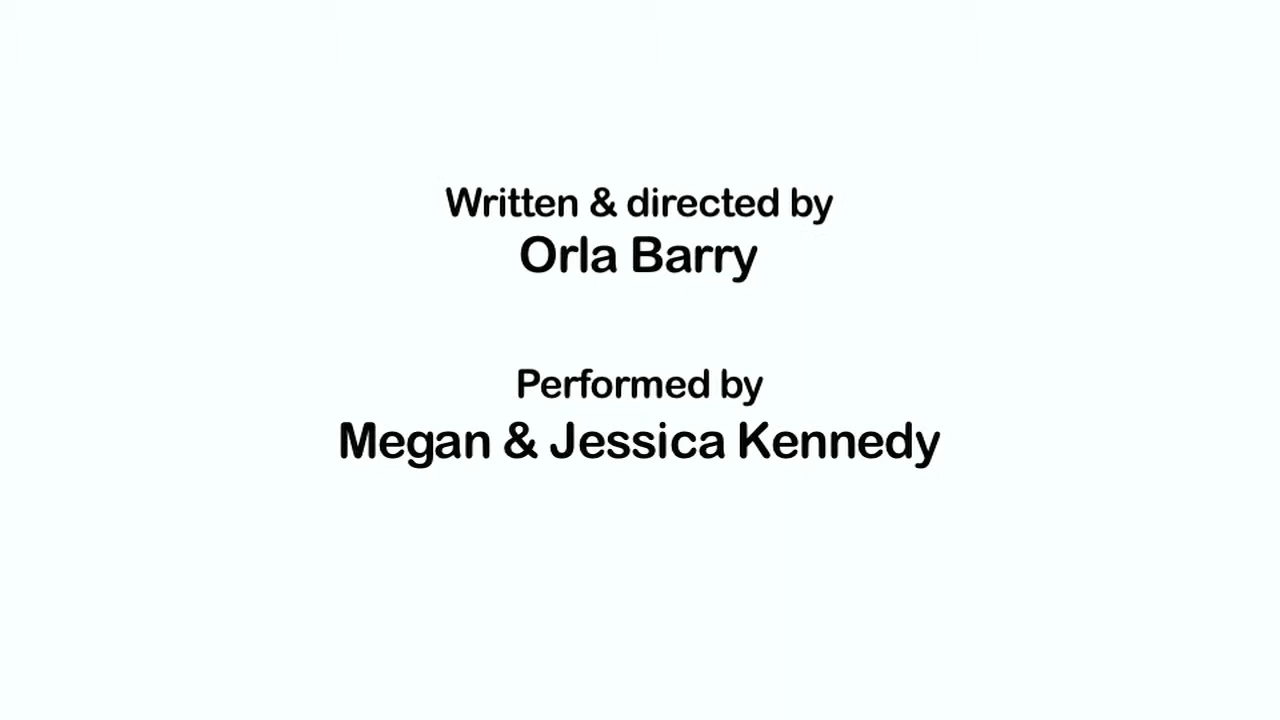 Written & directed by
Orla Barry
Performed by
Megan & Jessica Kennedy